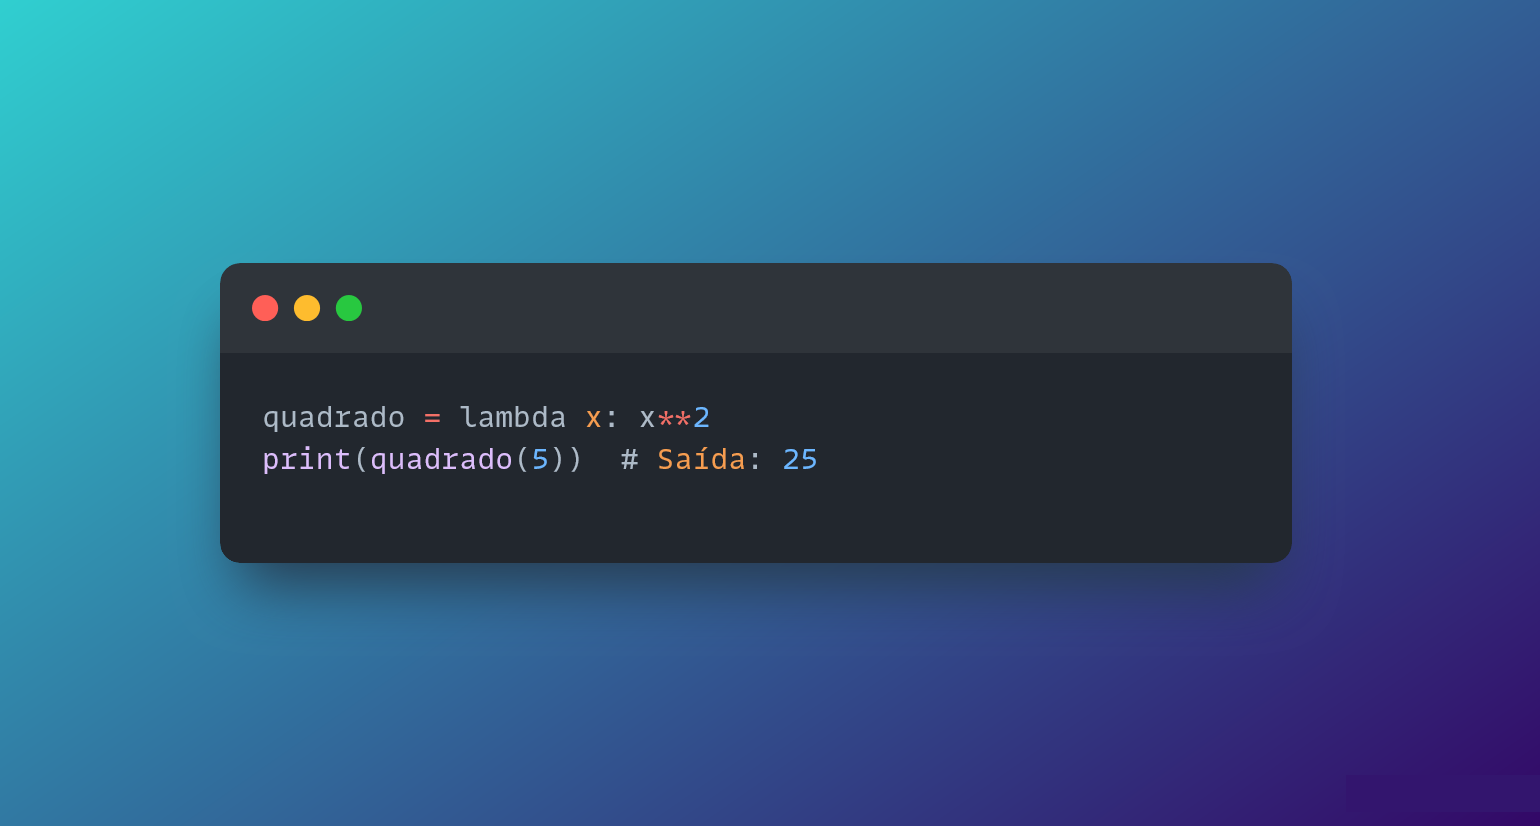 quadrado = lambda x: x**2
print(quadrado(5))  # Saída: 25